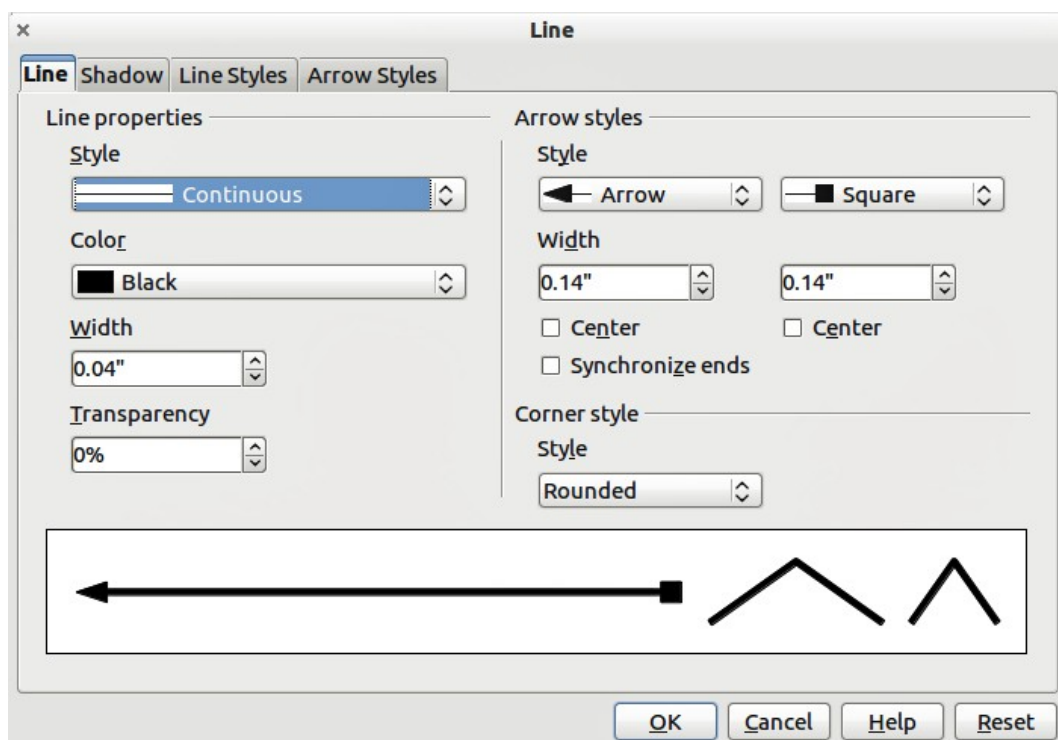 Line
Line Shadow Line Styles Arrow Styles
Line properties
Style
Continuous
Color
Black
Width
0.04"
Transparency
0%
Arrow styles
Style
Arrow Square
Width
0.14" 0.14"
Center Center
Synchronize ends
Corner style
Style
Rounded
OK Cancel Help Reset